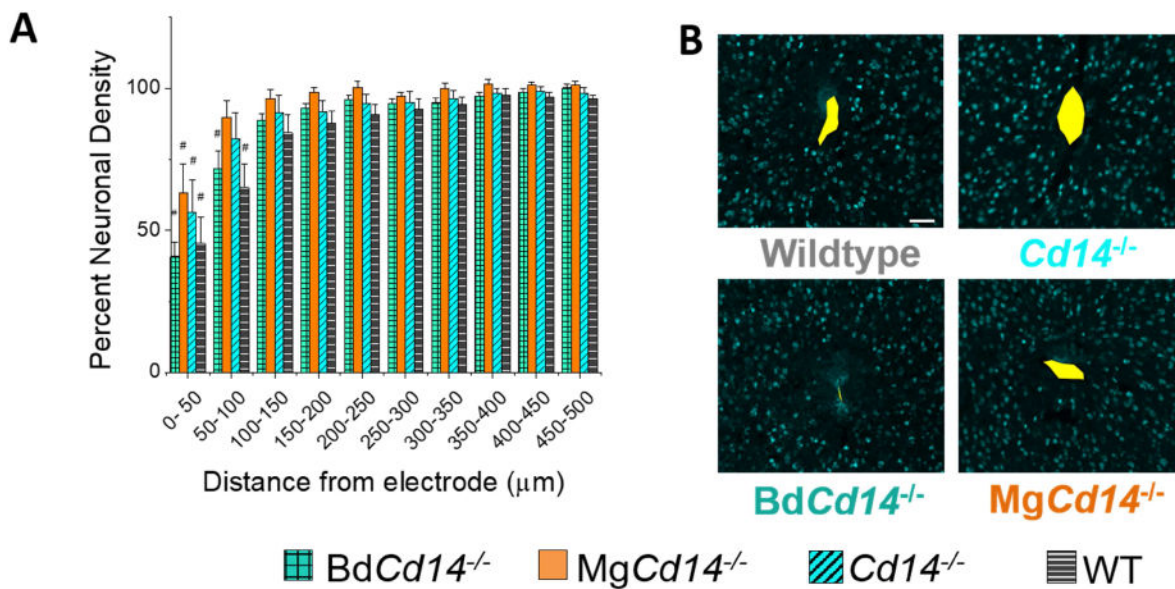 A
Percent Neuronal Density
100
50
0
# # # #
# #
0- 50
50-100
100-150
150-200
200-250
250-300
300-350
350-400
400-450
450-500
Distance from electrode (μm)
B
Wildtype
Cd14-/-
BdCd14-/-
MgCd14-/-
BdCd14-/- MgCd14-/- Cd14-/- WT